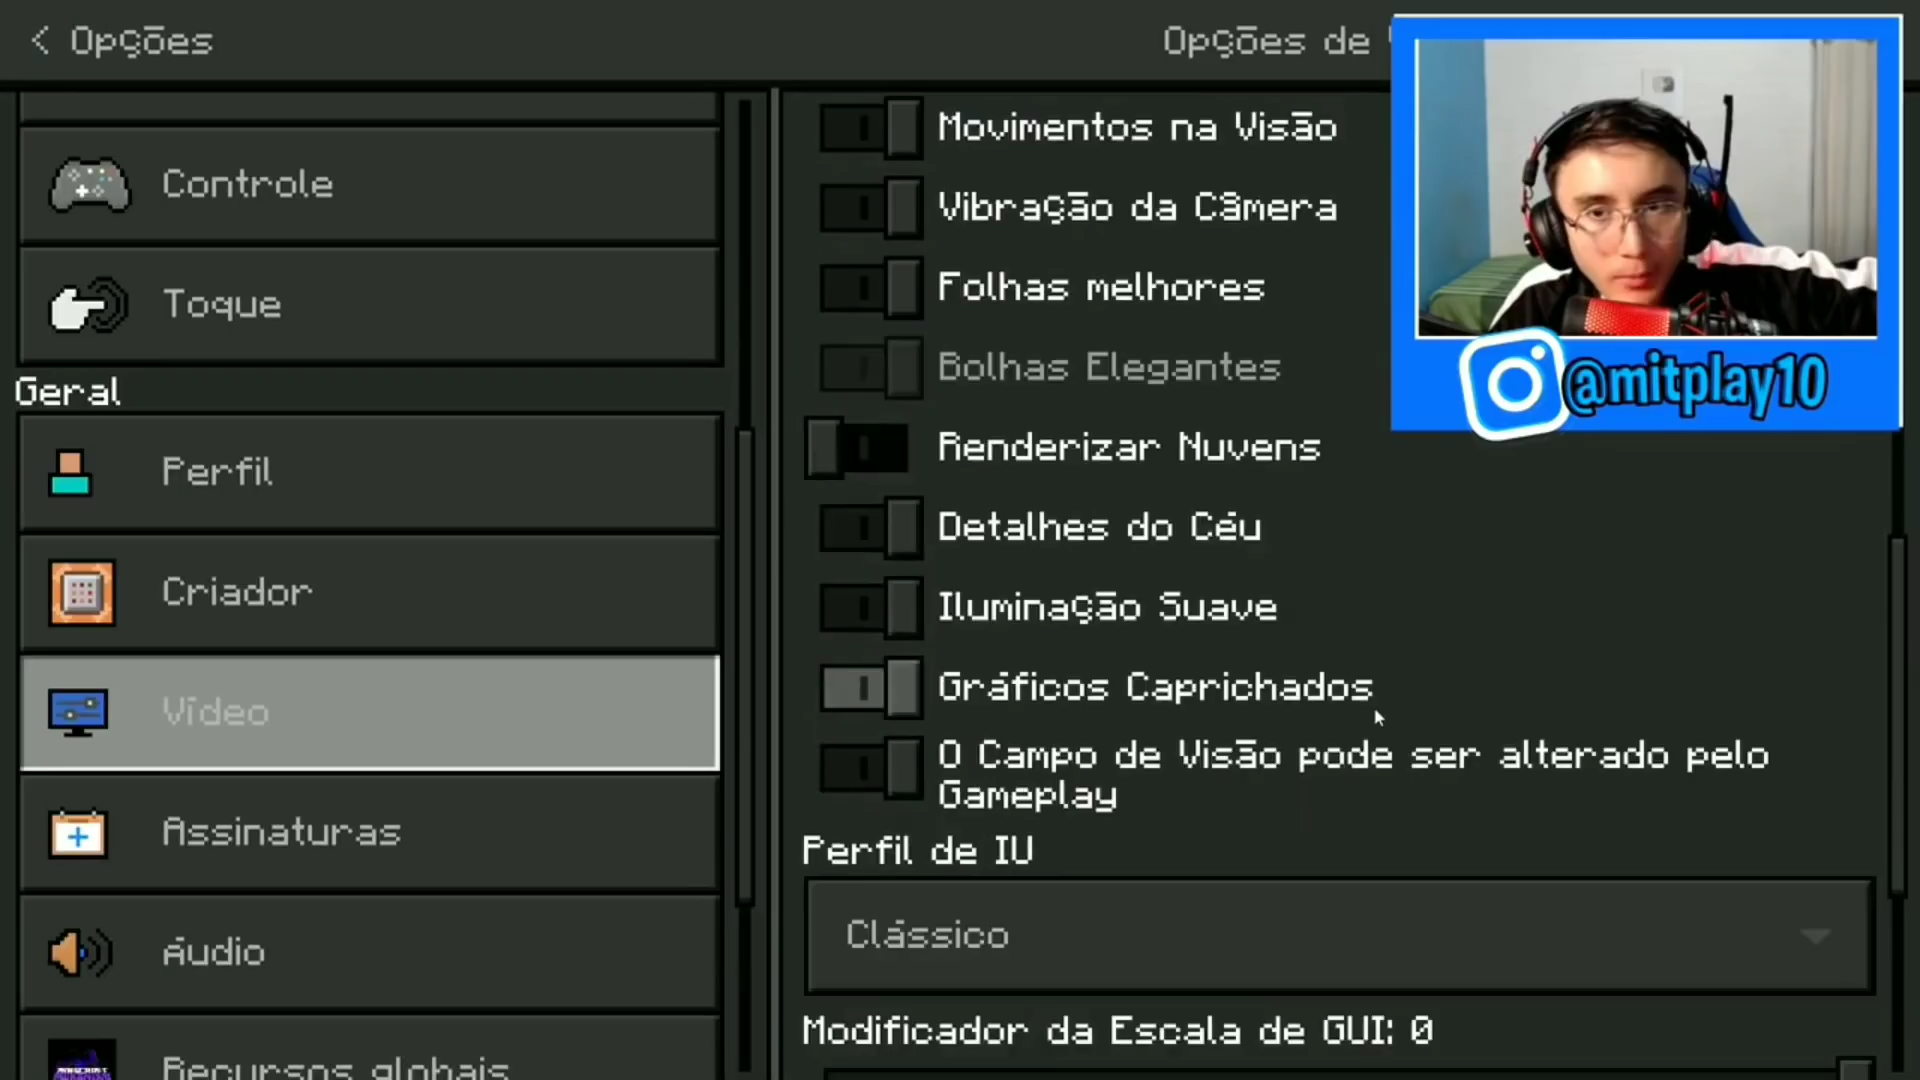 Opções
Opções de
Controle
Toque
Geral
Perfil
Criador
Vídeo
Assinaturas
Áudio
Recursos globais
Movimentos na Visão
Vibração da Câmera
Folhas melhores
Bolhas Elegantes
Renderizar Nuvens
Detalhes do Céu
Iluminação Suave
Gráficos Caprichados
O Campo de Visão pode ser alterado pelo
Gameplay
Perfil de IU
Clássico
Modificador da Escala de GUI: 0
@mitplay10